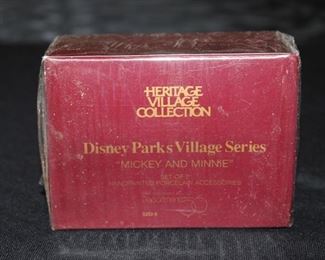 HERITAGE
VILLAGE
COLLECTION
Disney Parks Village Series
"MICKEY AND MINNIE"
SET OF 2
HANDPAINTED PORCELAIN ACCESSORIES